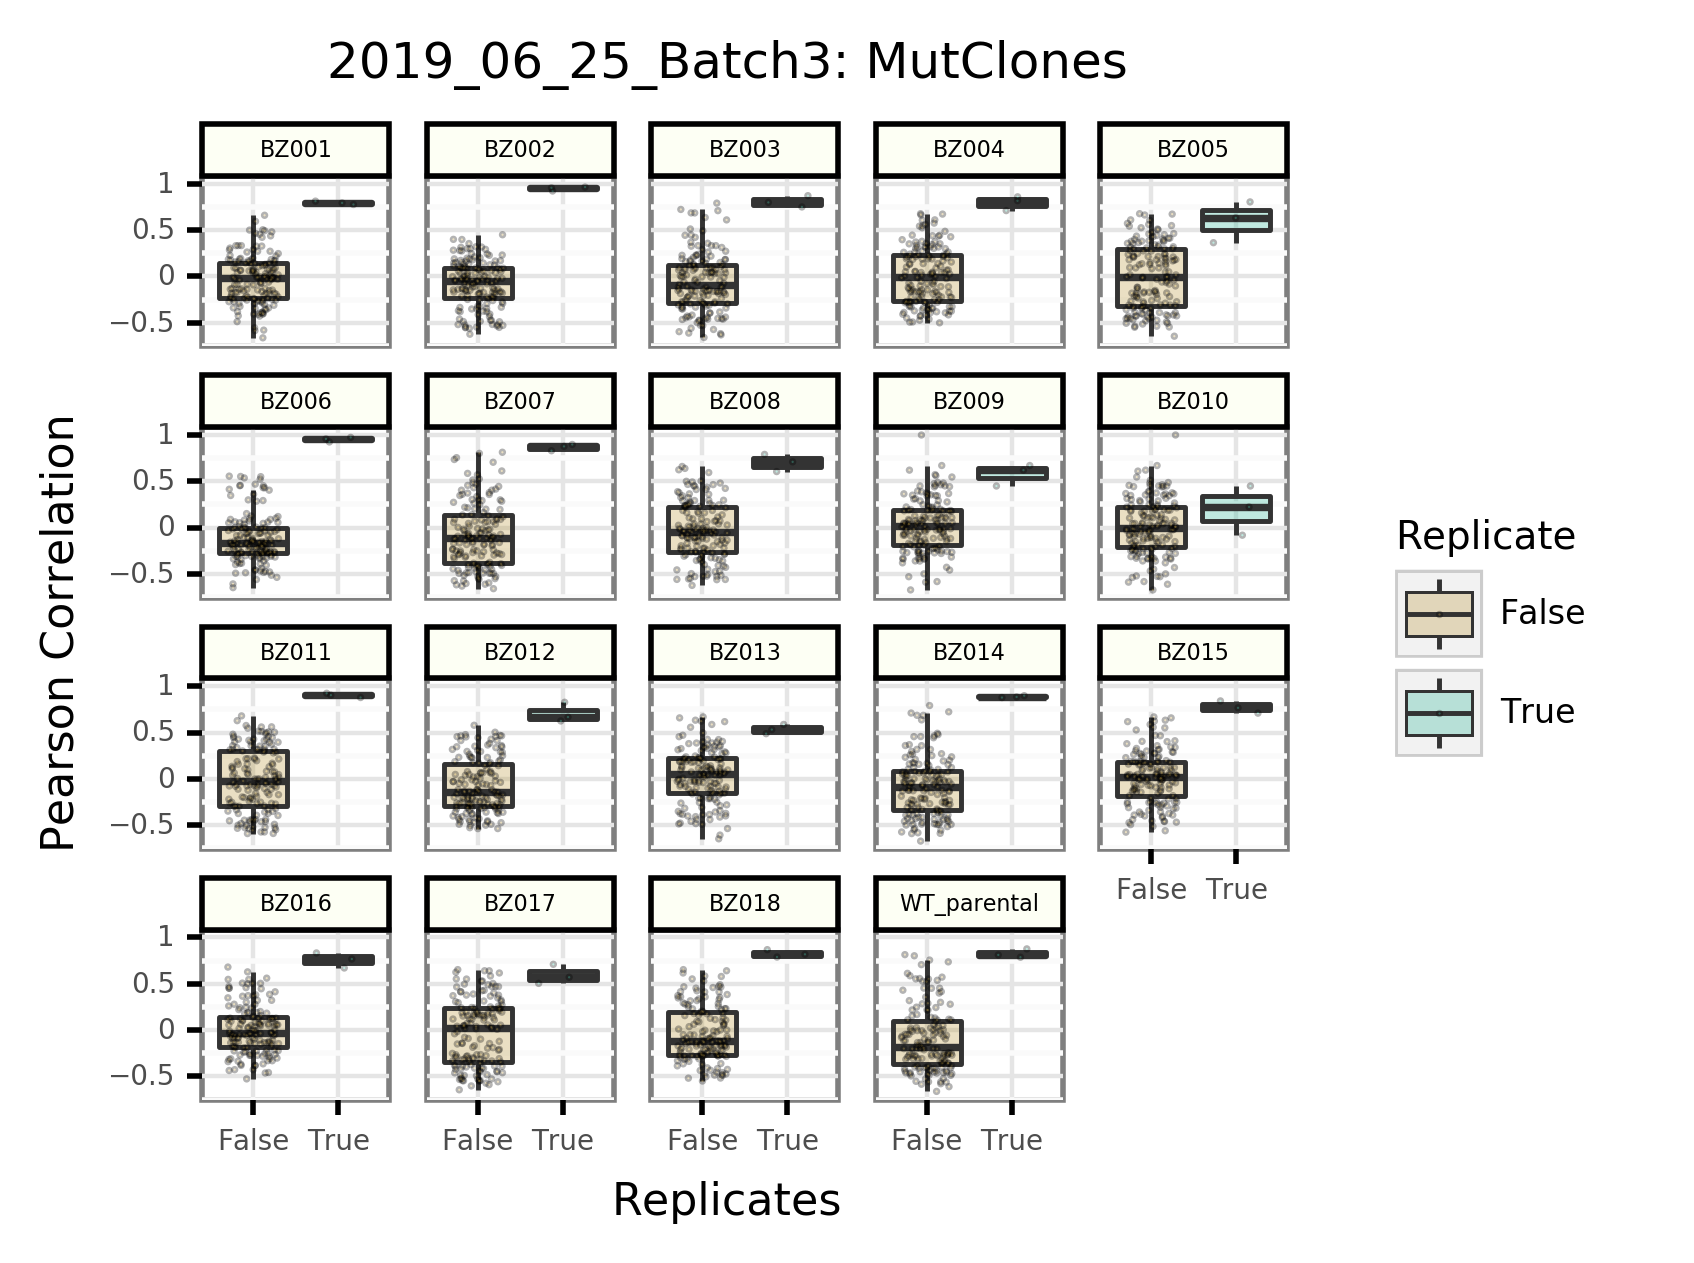 2019_06_25_Batch3: MutClones
BZ001 BZ002 BZ003 BZ004 BZ005
1
0.5
0
−0.5
BZ006 BZ007 BZ008 BZ009 BZ010
1
0.5
0
−0.5
BZ011 BZ012 BZ013 BZ014 BZ015
1
0.5
0
−0.5
False True
BZ016 BZ017 BZ018 WT_parental
1
0.5
0
−0.5
False True False True False True False True
Replicates
Pearson Correlation
Replicate
False
True